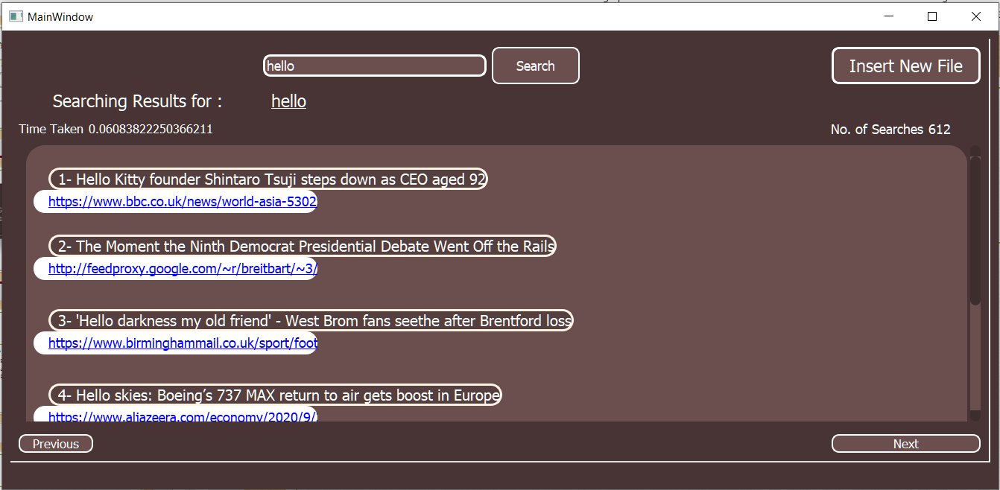 MainWindow
hello
Search
Insert New File
Searching Results for :
hello
Time Taken 0.06083822250366211
No. of Searches 612
1- Hello Kitty founder Shintaro Tsuji steps down as CEO aged 92
https://www.bbc.co.uk/news/world-asia-5302
2- The Moment the Ninth Democrat Presidential Debate Went Off the Rails
http://feedproxy.google.com/~r/breitbart/~3/
3- 'Hello darkness my old friend' - West Brom fans seethe after Brentford loss
https://www.birminghammail.co.uk/sport/foot
4- Hello skies: Boeing’s 737 MAX return to air gets boost in Europe
https://www.aljazeera.com/economy/2020/9/
Previous
Next